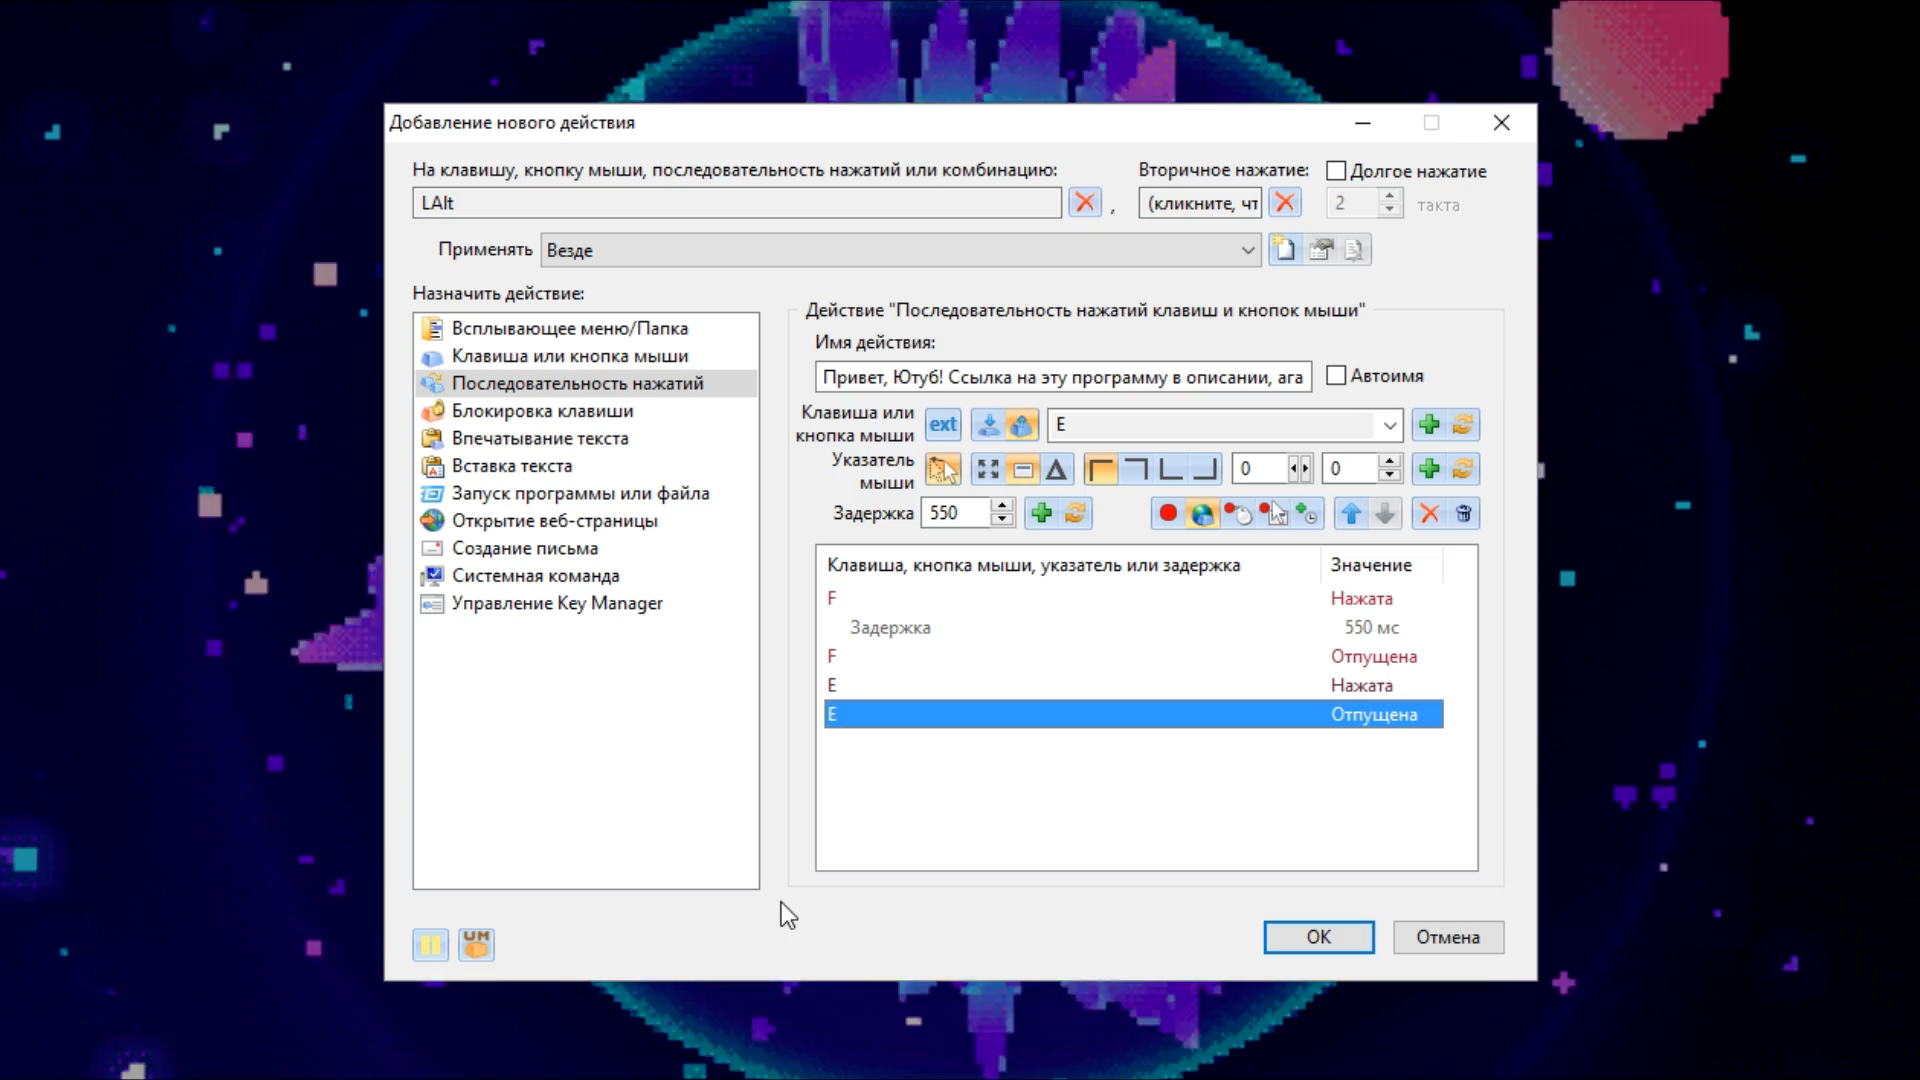 Добавление нового действия
На клавишу, кнопку мыши, последовательность нажатий или комбинацию:
Вторичное нажатие:
Долгое нажатие
LAlt
,
(кликните, чт
2
такта
Применять
Везде
Назначить действие:
Всплывающее меню/Папка
Клавиша или кнопка мыши
Последовательность нажатий
Блокировка клавиши
Впечатывание текста
Вставка текста
Запуск программы или файла
Открытие веб-страницы
Создание письма
Системная команда
Управление Key Manager
Действие "Последовательность нажатий клавиш и кнопок мыши"
Имя действия:
Привет, Ютуб! Ссылка на эту программу в описании, ага
Автоимя
Клавиша или
кнопка мыши
ext
E
Указатель
мыши
0
0
Задержка
550
Клавиша, кнопка мыши, указатель или задержка
Значение
F
Нажата
Задержка
550 мс
F
Отпущена
E
Нажата
E
Отпущена
UM
OK
Отмена